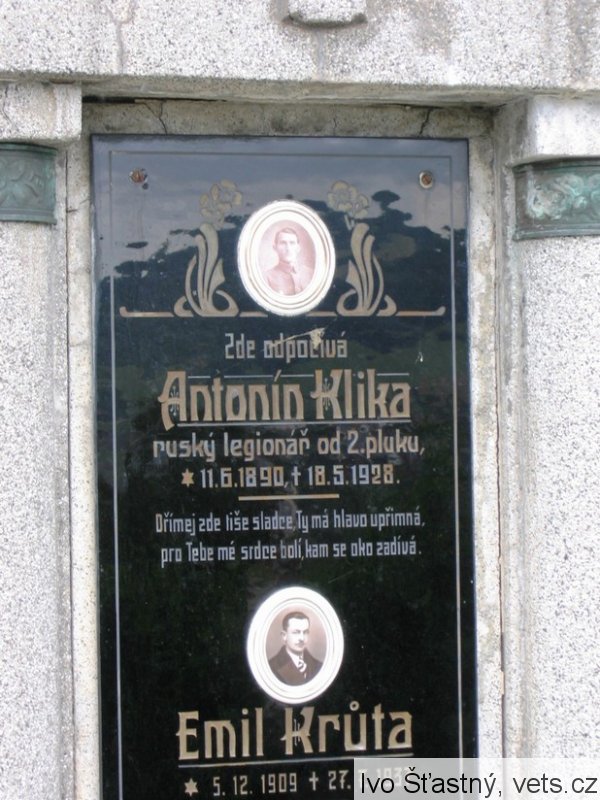 Zde odpočívá
Antonín Klika
ruský legionář od 2.pluku,
* 11.6.1890, † 18.5.1928.
Dřímej zde tiše sladce, Ty má hlavo upřimná,
pro Tebe mé srdce bolí, kam se oko zadívá.
Emil Krůta
* 5.12.1909 † 27.
Ivo Šťastný, vets.cz